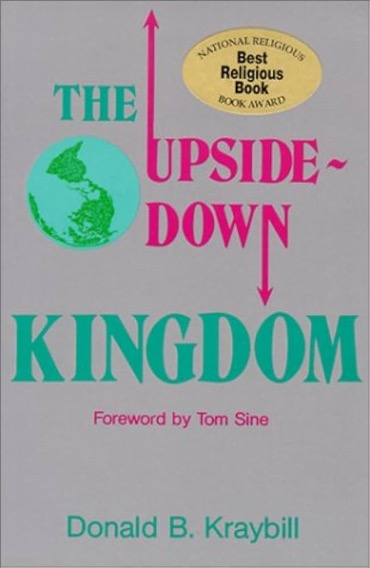 NATIONAL RELIGIOUS
Best
Religious
Book
BOOK AWARD
THE
UPSIDE~
DOWN
KINGDOM
Foreword by Tom Sine
Donald B. Kraybill